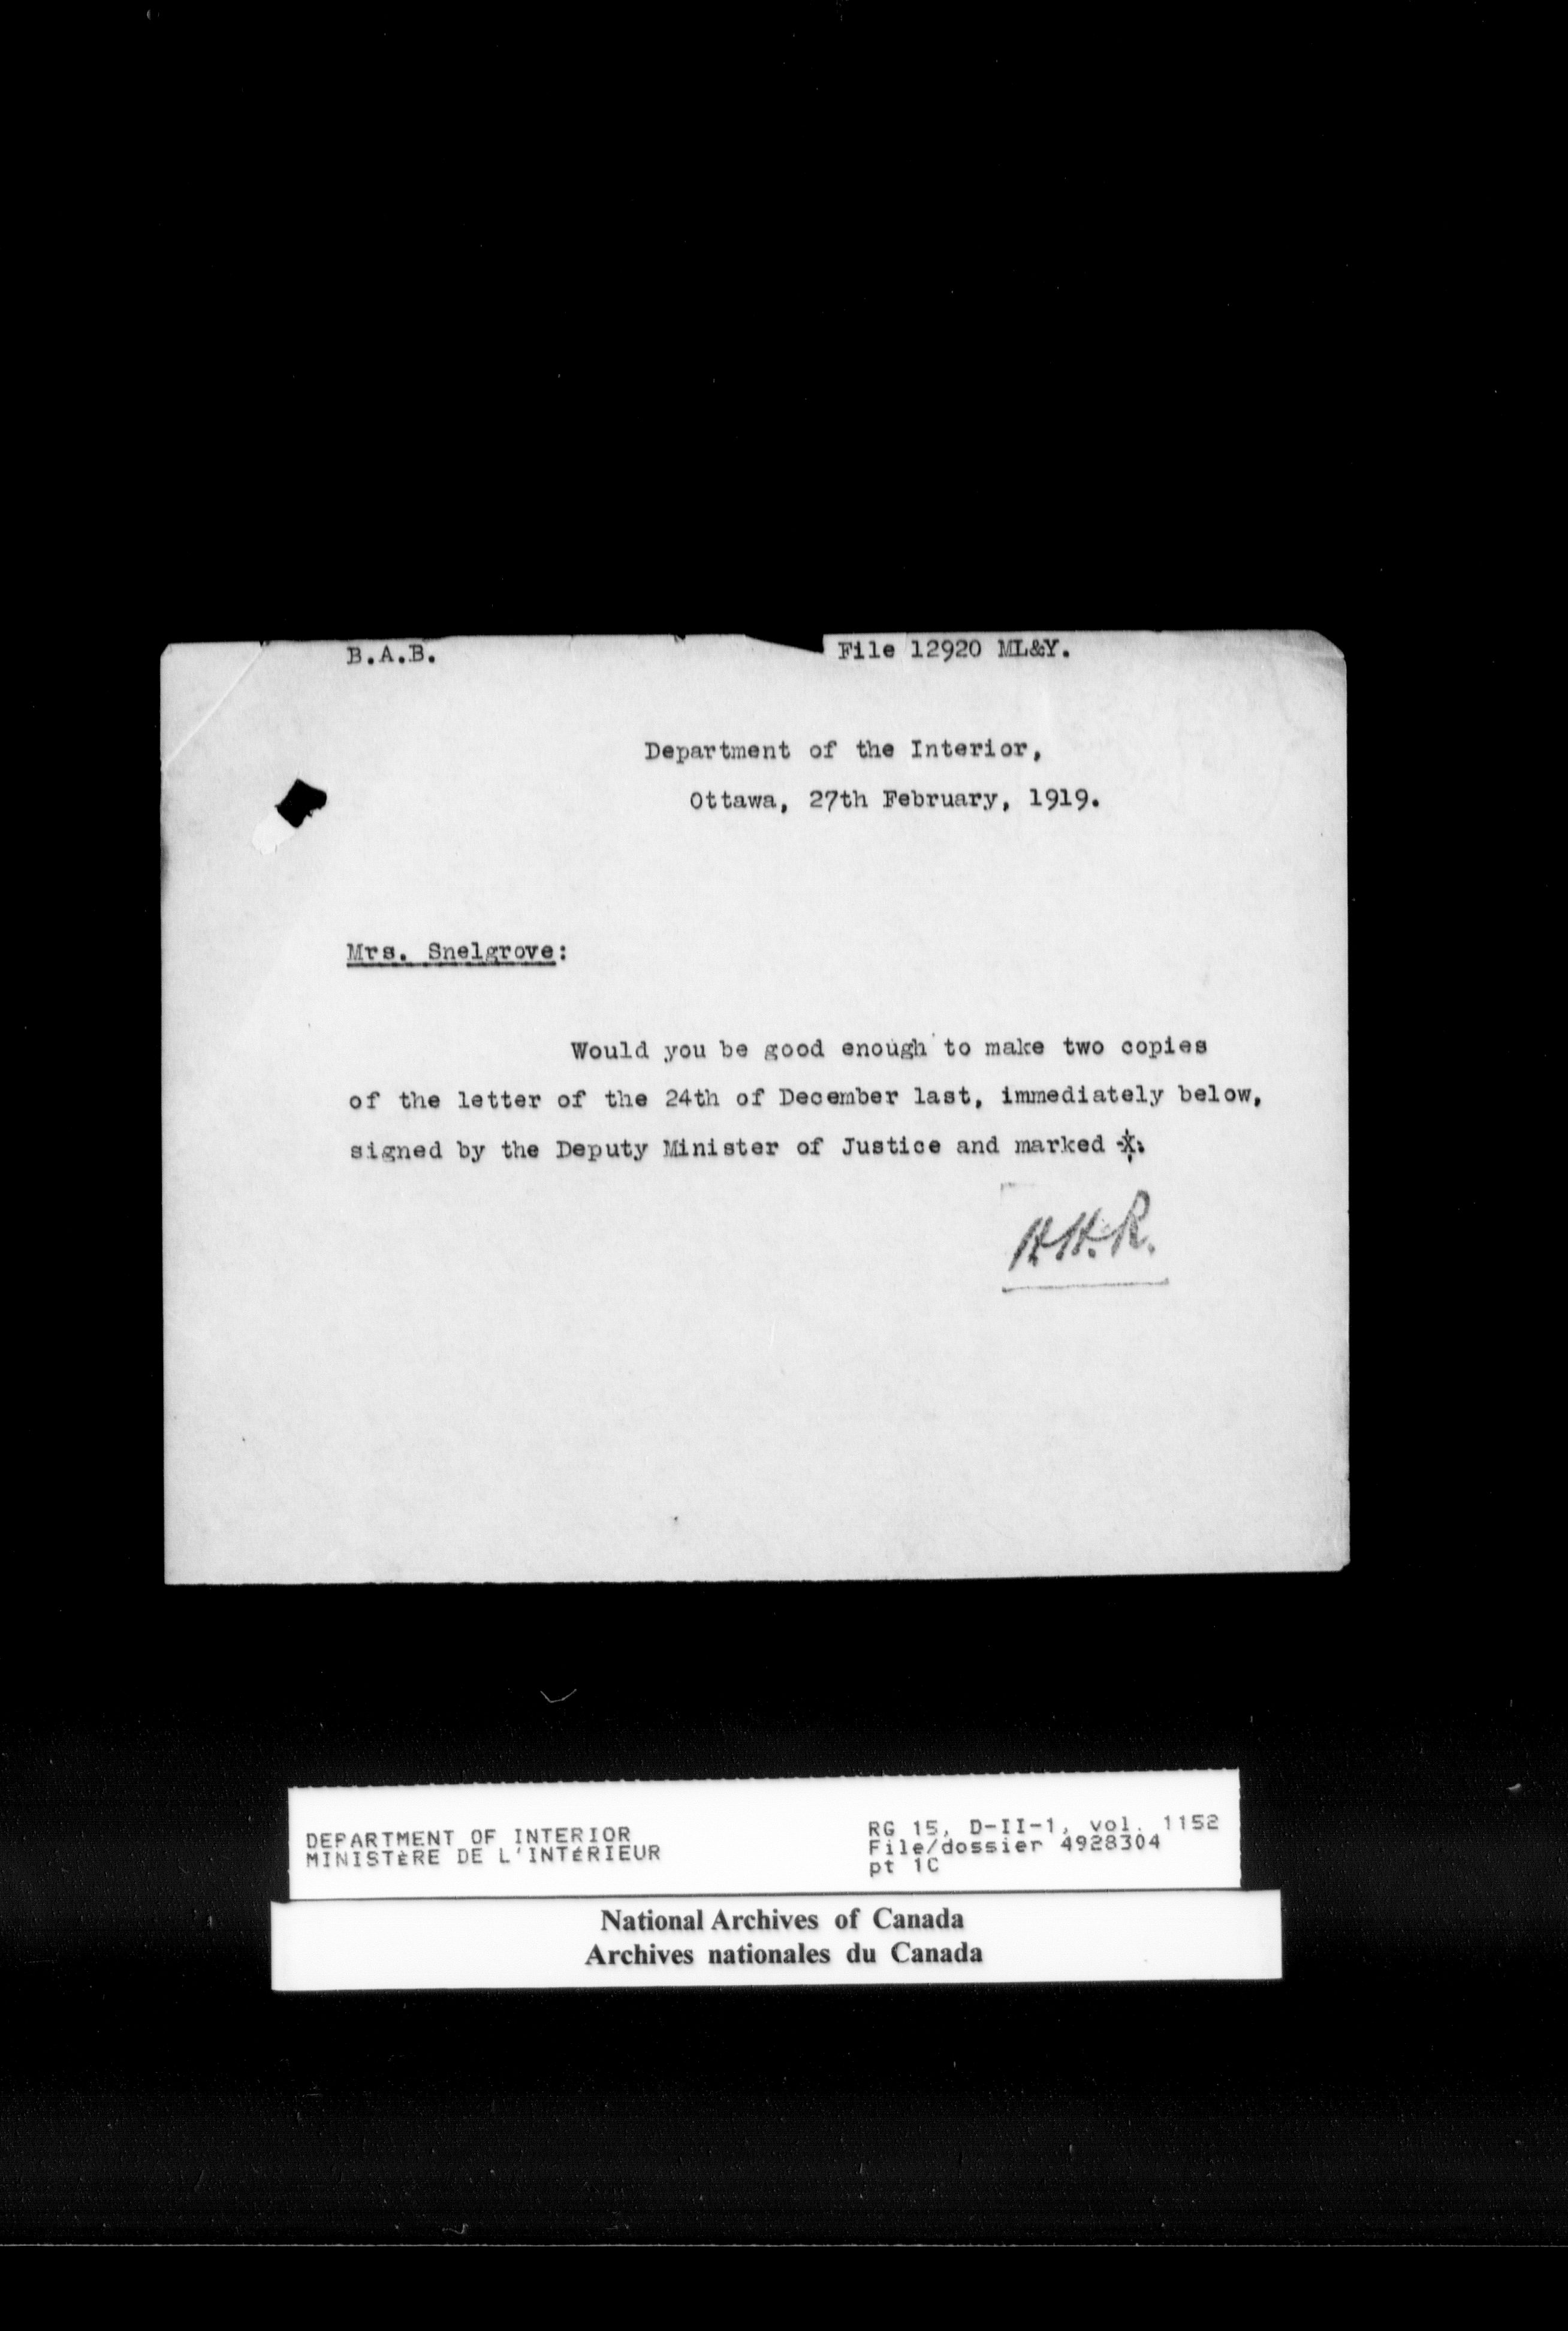 B.A.B. File 12920 ML&Y.
Department of the Interior,
Ottawa, 27th February, 1919.
Mrs. Snelgrove:
Would you be good enough to make two copies
of the letter of the 24th of December last, immediately below,
signed by the Deputy Minister of Justice and marked X.
H.H.R.
DEPARTMENT OF INTERIOR
MINISTÈRE DE L'INTÉRIEUR
RG 15, D-II-1, vol. 1152
File/dossier 4928304
pt 1C
National Archives of Canada
Archives nationales du Canada